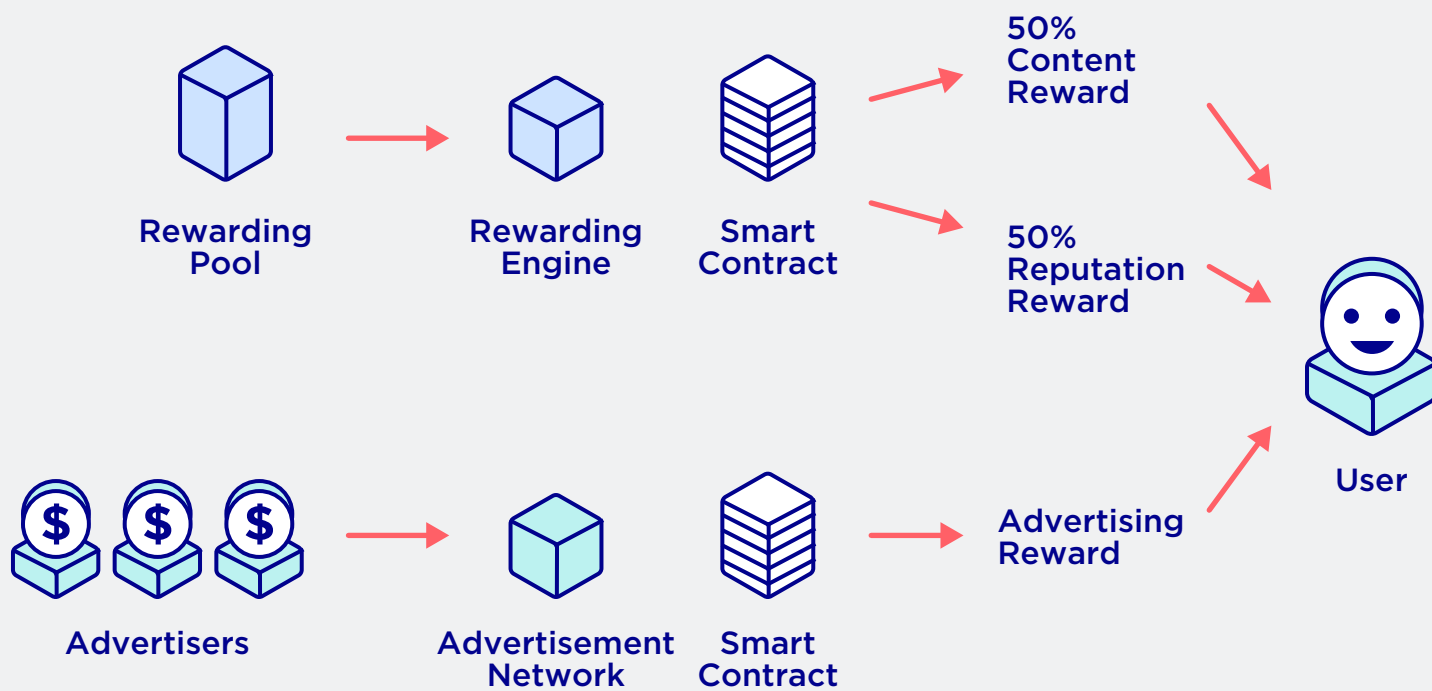 50%
Content
Reward
Rewarding
Pool
Rewarding
Engine
Smart
Contract
50%
Reputation
Reward
User
$
$
$
Advertising
Reward
Advertisers
Advertisement
Network
Smart
Contract